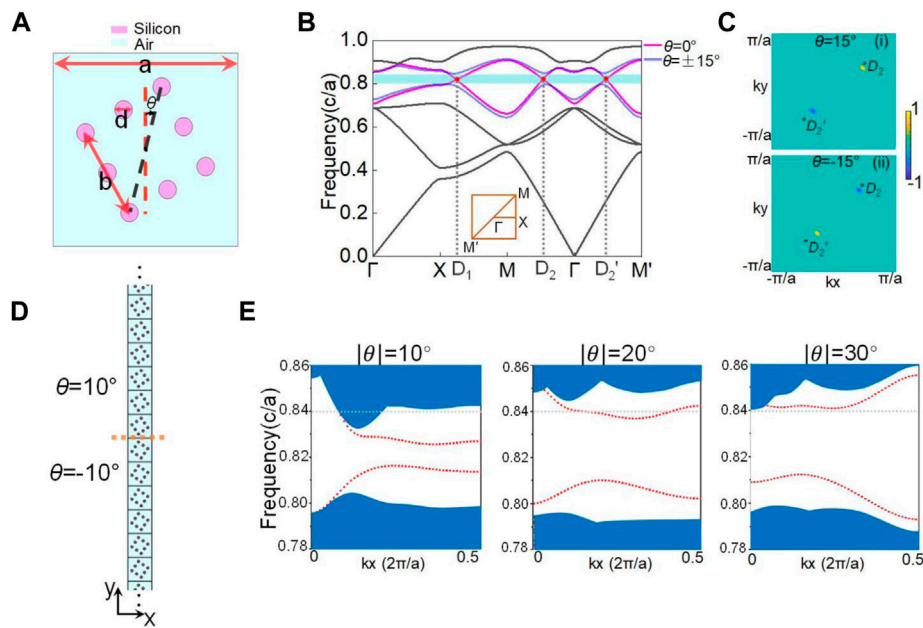 A
Silicon
Air
a
θ
d
b
B
Frequency(c/a)
1.0
0.8
0.6
0.4
0.2
0.0
θ=0°
θ=±15°
M
Γ
X
M'
Γ
X
D1
M
D2
Γ
D2'
M'
C
π/a
ky
-π/a
θ=15°
(i)
D2
D2'
1
-1
π/a
ky
-π/a
θ=-15°
(ii)
D2
D2'
-π/a
kx
π/a
D
θ=10°
θ=-10°
y
x
E
|θ|=10°
|θ|=20°
|θ|=30°
Frequency(c/a)
0.86
0.84
0.82
0.80
0.78
0
kx (2π/a)
0.5
0.86
0.84
0.82
0.80
0.78
0
kx (2π/a)
0.5
0.86
0.84
0.82
0.80
0.78
0
kx (2π/a)
0.5